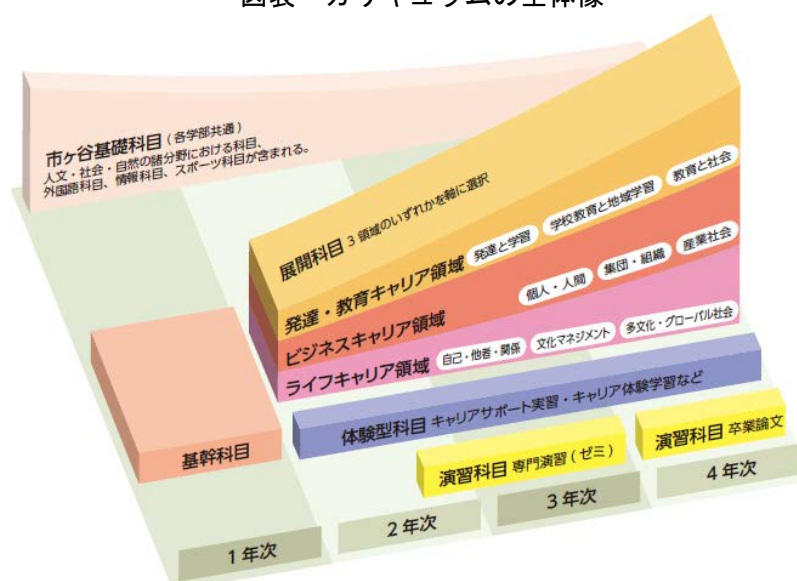 図表 カリキュラムの全体像
市ヶ谷基礎科目 (各学部共通)
人文・社会・自然の諸分野における科目、
外国語科目、情報科目、スポーツ科目が含まれる。
展開科目 3 領域のいずれかを軸に選択
発達・教育キャリア領域 発達と学習 学校教育と地域学習 教育と社会
ビジネスキャリア領域 個人・人間 集団・組織 産業社会
ライフキャリア領域 自己・他者・関係 文化マネジメント 多文化・グローバル社会
体験型科目 キャリアサポート実習・キャリア体験学習など
基幹科目
演習科目 専門演習 (ゼミ)
演習科目 卒業論文
1 年次
2 年次
3 年次
4 年次